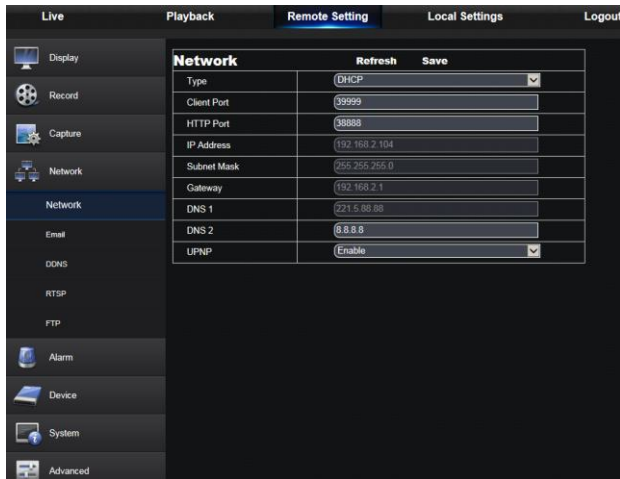 Live Playback Remote Setting Local Settings Logout
Display
Record
Capture
Network
Network
Email
DDNS
RTSP
FTP
Alarm
Device
System
Advanced
Network Refresh Save
Type DHCP
Client Port 39999
HTTP Port 38888
IP Address 192.168.2.104
Subnet Mask 255.255.255.0
Gateway 192.168.2.1
DNS 1 221.5.88.88
DNS 2 8.8.8.8
UPNP Enable